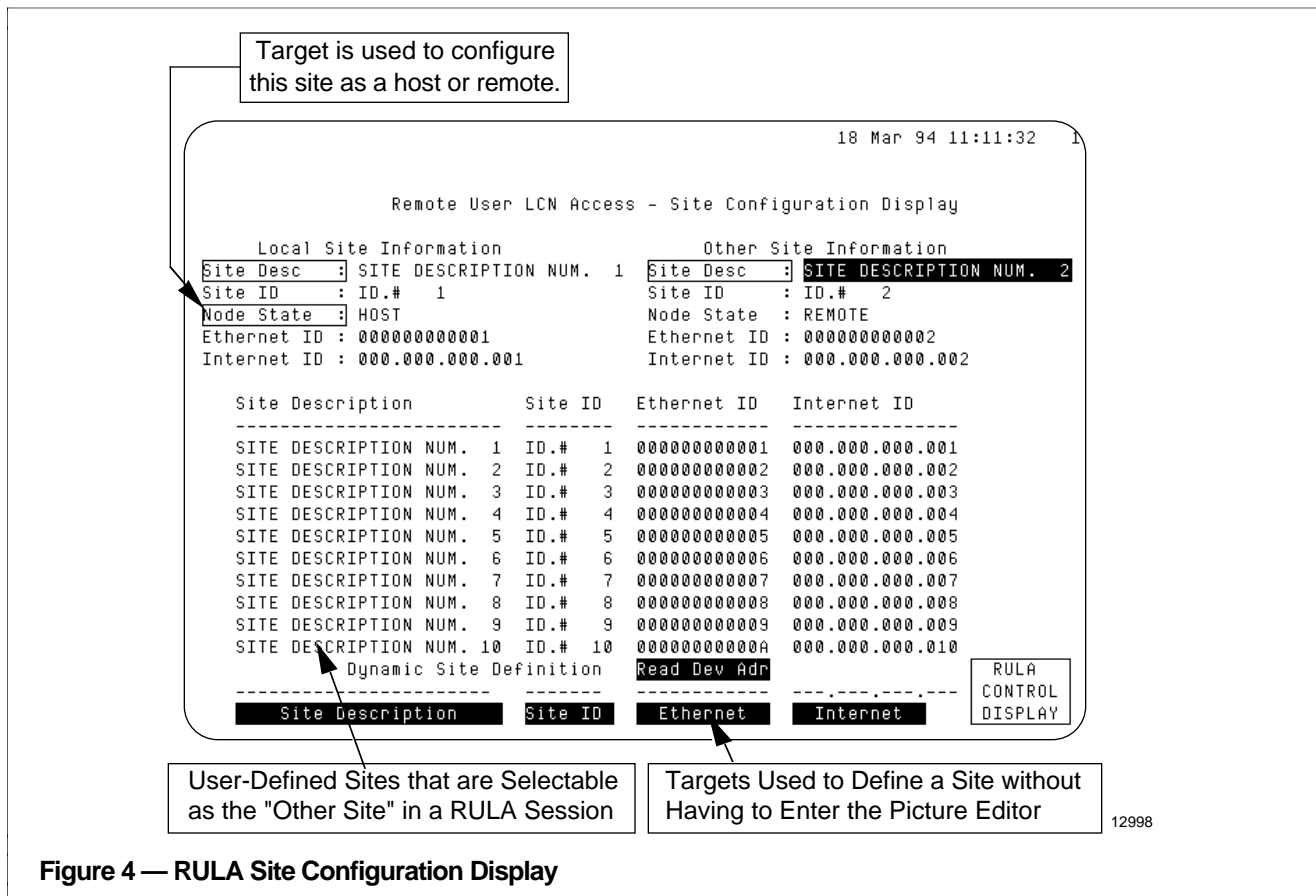 Target is used to configure
this site as a host or remote.
18 Mar 94 11:11:32 1
Remote User LCN Access - Site Configuration Display
Local Site Information Other Site Information
Site Desc : SITE DESCRIPTION NUM. 1 Site Desc : SITE DESCRIPTION NUM. 2
Site ID : ID.# 1 Site ID : ID.# 2
Node State : HOST Node State : REMOTE
Ethernet ID : 000000000001 Ethernet ID : 000000000002
Internet ID : 000.000.000.001 Internet ID : 000.000.000.002
Site Description Site ID Ethernet ID Internet ID
------------------------ -------- ------------ ---------------
SITE DESCRIPTION NUM. 1 ID.# 1 000000000001 000.000.000.001
SITE DESCRIPTION NUM. 2 ID.# 2 000000000002 000.000.000.002
SITE DESCRIPTION NUM. 3 ID.# 3 000000000003 000.000.000.003
SITE DESCRIPTION NUM. 4 ID.# 4 000000000004 000.000.000.004
SITE DESCRIPTION NUM. 5 ID.# 5 000000000005 000.000.000.005
SITE DESCRIPTION NUM. 6 ID.# 6 000000000006 000.000.000.006
SITE DESCRIPTION NUM. 7 ID.# 7 000000000007 000.000.000.007
SITE DESCRIPTION NUM. 8 ID.# 8 000000000008 000.000.000.008
SITE DESCRIPTION NUM. 9 ID.# 9 000000000009 000.000.000.009
SITE DESCRIPTION NUM. 10 ID.# 10 00000000000A 000.000.000.010
Dynamic Site Definition Read Dev Adr
----------------------- ------- ------------ ---.---.---.---
Site Description Site ID Ethernet Internet
RULA
CONTROL
DISPLAY
User-Defined Sites that are Selectable
as the "Other Site" in a RULA Session
Targets Used to Define a Site without
Having to Enter the Picture Editor
12998
Figure 4 — RULA Site Configuration Display